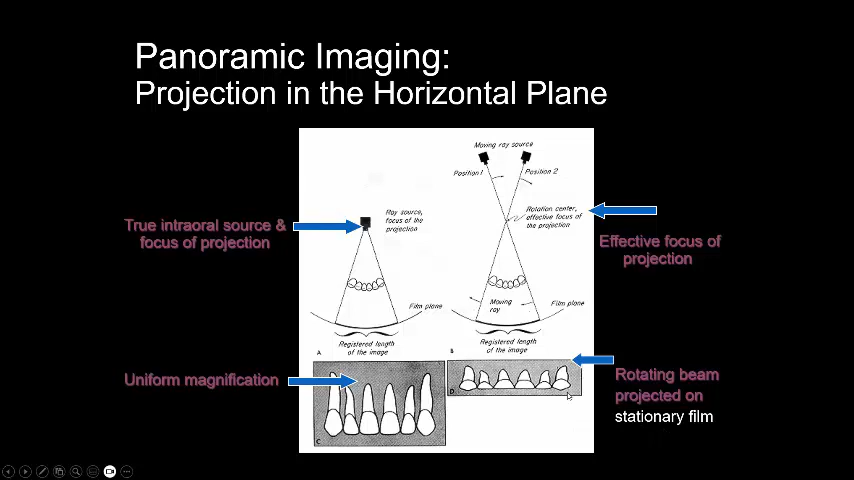 Panoramic Imaging:
Projection in the Horizontal Plane
Moving ray source
Position 1
Position 2
Ray source,
focus of the
projection
Rotation center,
effective focus of
the projection
True intraoral source &
focus of projection
Effective focus of
projection
Film plane
Moving
ray
Film plane
Registered length
of the image
Registered length
of the image
A
B
Uniform magnification
Rotating beam
projected on
stationary film
C
D